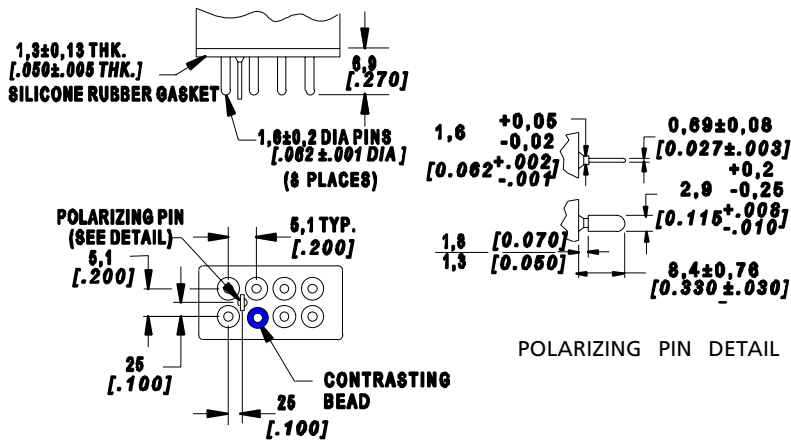 1,3±0,13 THK.
[.050±.005 THK.]
SILICONE RUBBER GASKET
6,9
[.270]
1,6±0,2 DIA PINS
[.062 ±.001 DIA ]
(8 PLACES)
POLARIZING PIN
(SEE DETAIL)
5,1
[.200]
5,1 TYP.
[.200]
25
[.100]
25
[.100]
CONTRASTING
BEAD
1,6 +0,05
-0,02
[0.062 +.002
-.001 ]
0,69±0,08
[0.027±.003]
2,9 +0,2
-0,25
[0.115 +.008
-.010 ]
1,8 [0.070]
1,3 [0.050]
8,4±0,76
[0.330 ±.030]
POLARIZING PIN DETAIL